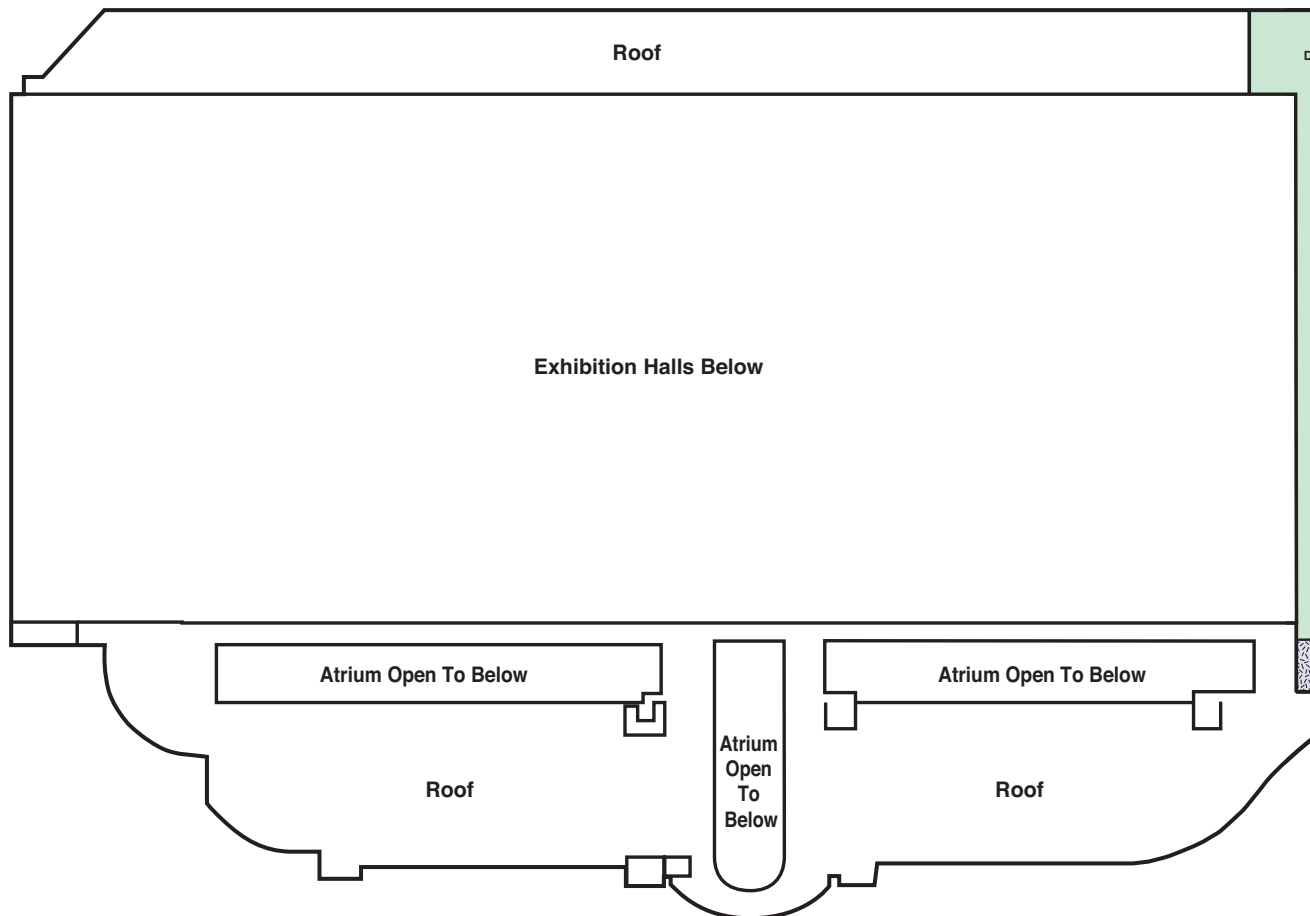 Roof
Exhibition Halls Below
Atrium Open To Below
Atrium Open To Below
Atrium
Open
To
Below
Roof
Roof